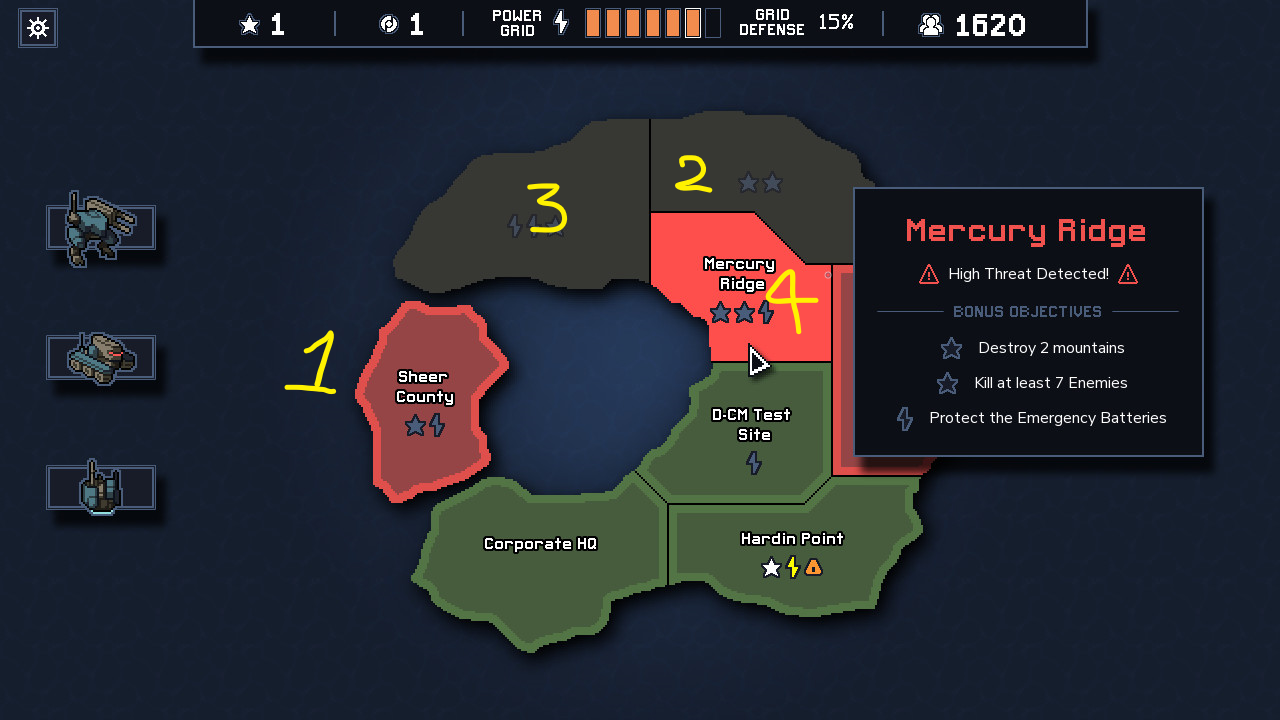 1
1
POWER
GRID
GRID
DEFENSE
15%
1620
3
2
Mercury
Ridge
4
1
Sheer
County
D-CM Test
Site
Corporate HQ
Hardin Point
Mercury Ridge
High Threat Detected!
BONUS OBJECTIVES
Destroy 2 mountains
Kill at least 7 Enemies
Protect the Emergency Batteries